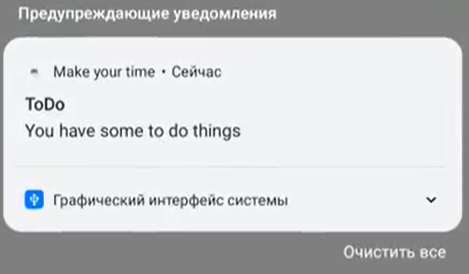 Предупреждающие уведомления
Make your time • Сейчас
ToDo
You have some to do things
Графический интерфейс системы
Очистить все